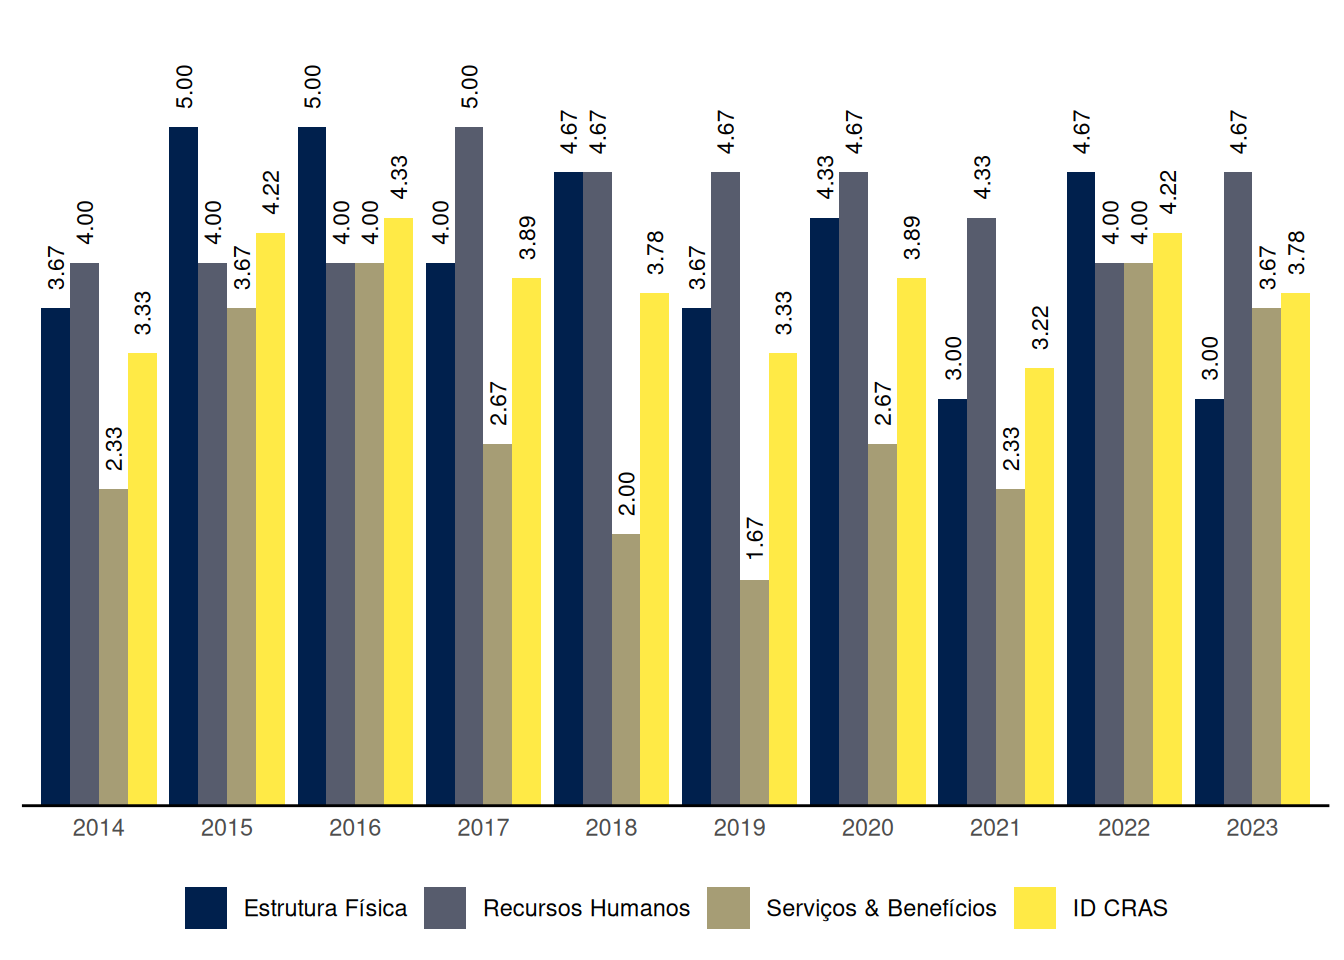 3.67 4.00 2.33 3.33
5.00 4.00 3.67 4.22
5.00 4.00 4.00 4.33
4.00 5.00 2.67 3.89
4.67 4.67 2.00 3.78
3.67 4.67 1.67 3.33
4.33 4.67 2.67 3.89
3.00 4.33 2.33 3.22
4.67 4.00 4.00 4.22
3.00 4.67 3.67 3.78
2014 2015 2016 2017 2018 2019 2020 2021 2022 2023
Estrutura Física Recursos Humanos Serviços & Benefícios ID CRAS